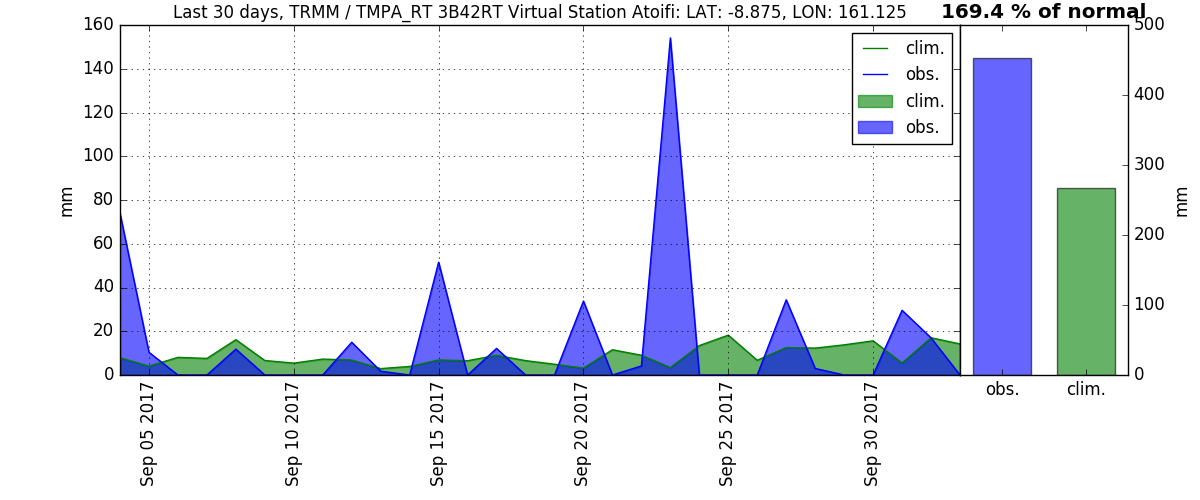 Last 30 days, TRMM / TMPA_RT 3B42RT Virtual Station Atoifi: LAT: -8.875, LON: 161.125
169.4 % of normal
160
140
120
100
80
60
40
20
0
mm
clim.
obs.
clim.
obs.
Sep 05 2017
Sep 10 2017
Sep 15 2017
Sep 20 2017
Sep 25 2017
Sep 30 2017
500
400
300
200
100
0
mm
obs.
clim.